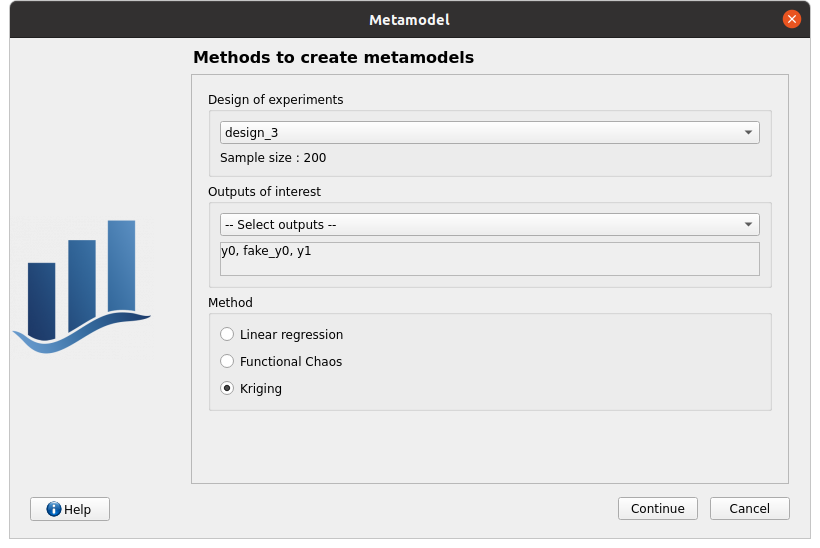 Metamodel
Methods to create metamodels
Design of experiments
design_3
Sample size : 200
Outputs of interest
-- Select outputs --
y0, fake_y0, y1
Method
Linear regression
Functional Chaos
Kriging
Help
Continue
Cancel